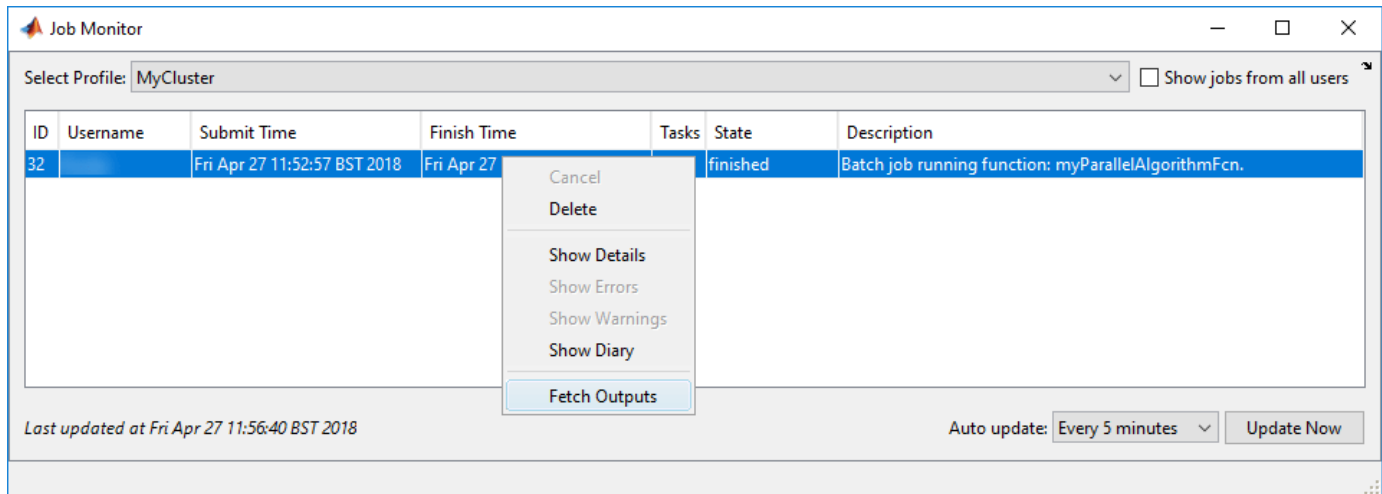 Job Monitor
Select Profile: MyCluster Show jobs from all users
ID Username Submit Time Finish Time Tasks State Description
32 Fri Apr 27 11:52:57 BST 2018 Fri Apr 27 finished Batch job running function: myParallelAlgorithmFcn.
Cancel
Delete
Show Details
Show Errors
Show Warnings
Show Diary
Fetch Outputs
Last updated at Fri Apr 27 11:56:40 BST 2018 Auto update: Every 5 minutes Update Now